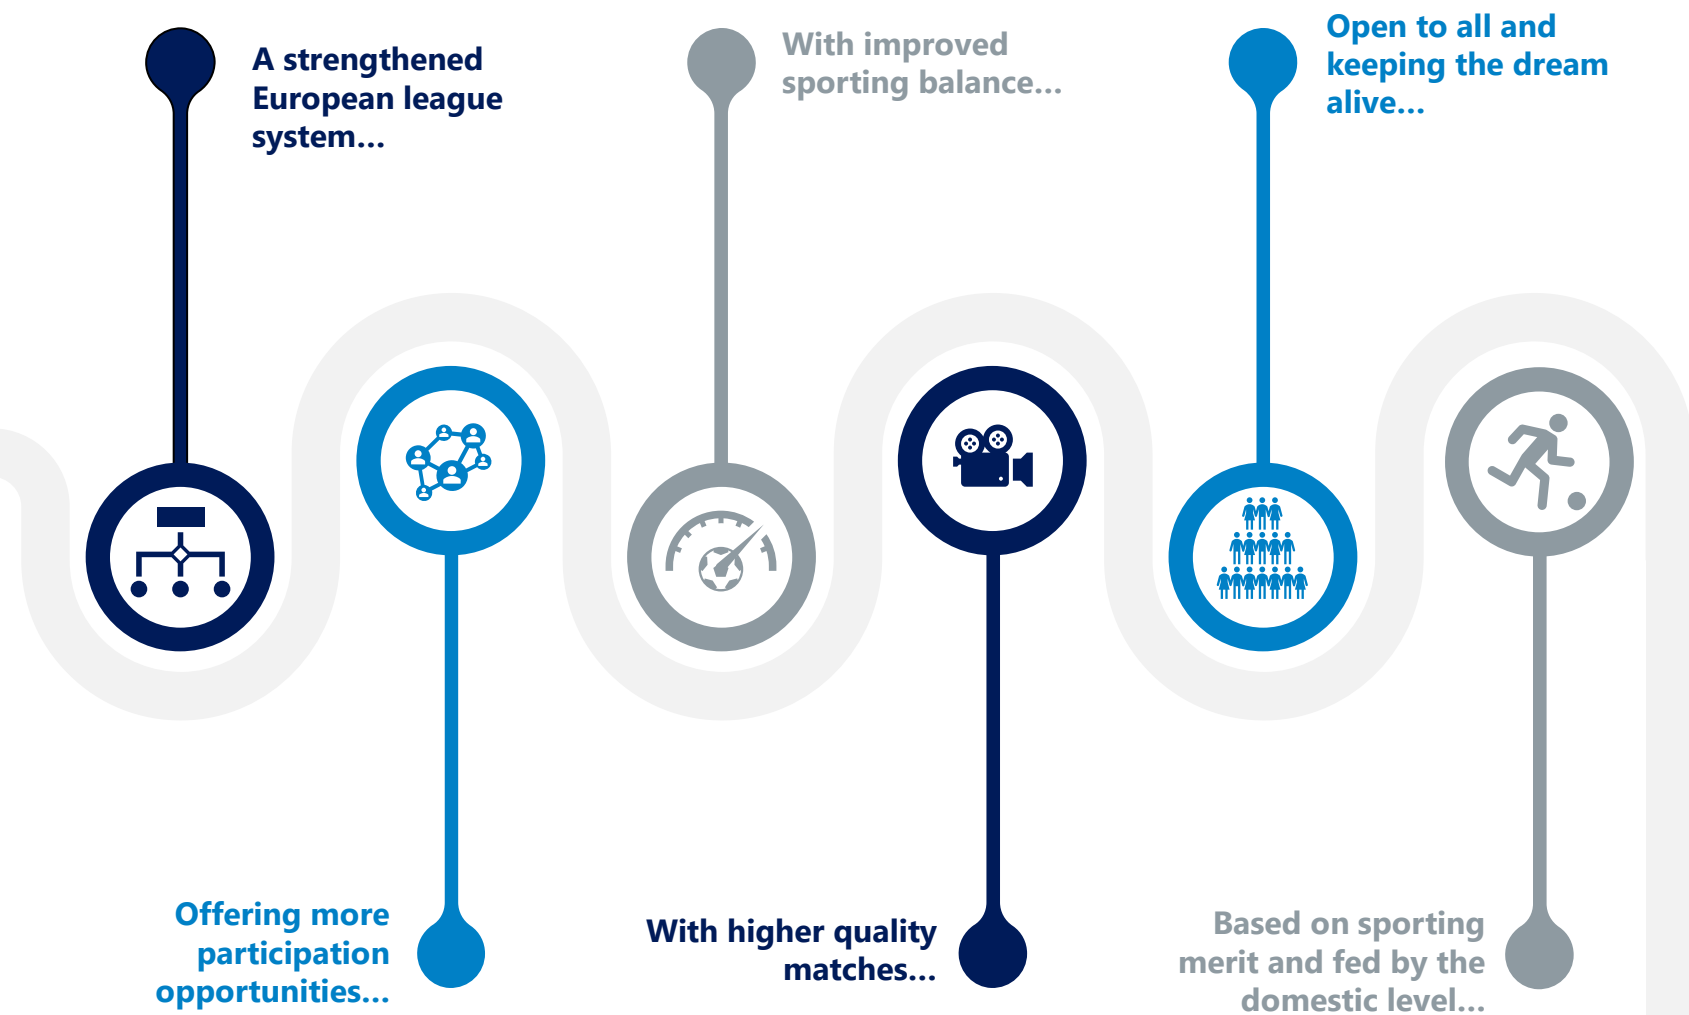 A strengthened
European league
system…
Offering more
participation
opportunities…
With improved
sporting balance…
With higher quality
matches…
Open to all and
keeping the dream
alive…
Based on sporting
merit and fed by the
domestic level…